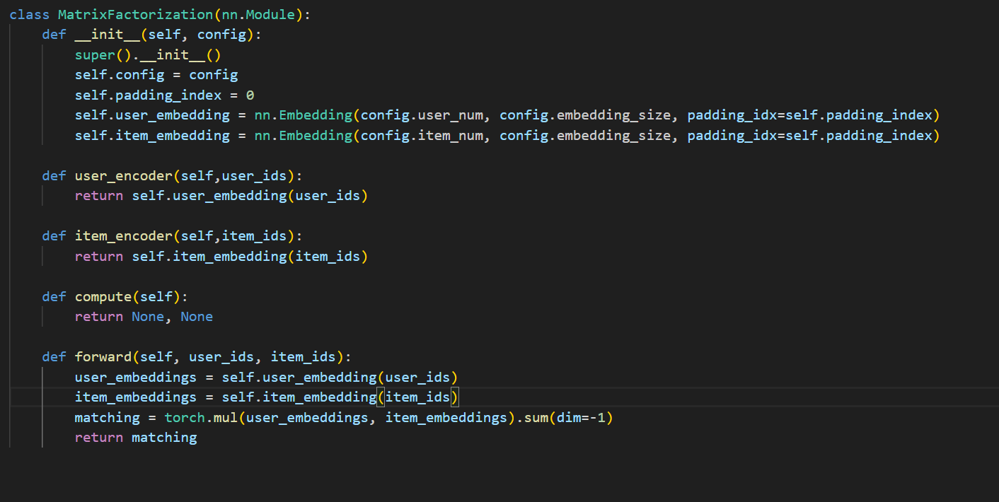 class MatrixFactorization(nn.Module):
    def __init__(self, config):
        super().__init__()
        self.config = config
        self.padding_index = 0
        self.user_embedding = nn.Embedding(config.user_num, config.embedding_size, padding_idx=self.padding_index)
        self.item_embedding = nn.Embedding(config.item_num, config.embedding_size, padding_idx=self.padding_index)

    def user_encoder(self,user_ids):
        return self.user_embedding(user_ids)

    def item_encoder(self,item_ids):
        return self.item_embedding(item_ids)

    def compute(self):
        return None, None

    def forward(self, user_ids, item_ids):
        user_embeddings = self.user_embedding(user_ids)
        item_embeddings = self.item_embedding(item_ids)
        matching = torch.mul(user_embeddings, item_embeddings).sum(dim=-1)
        return matching